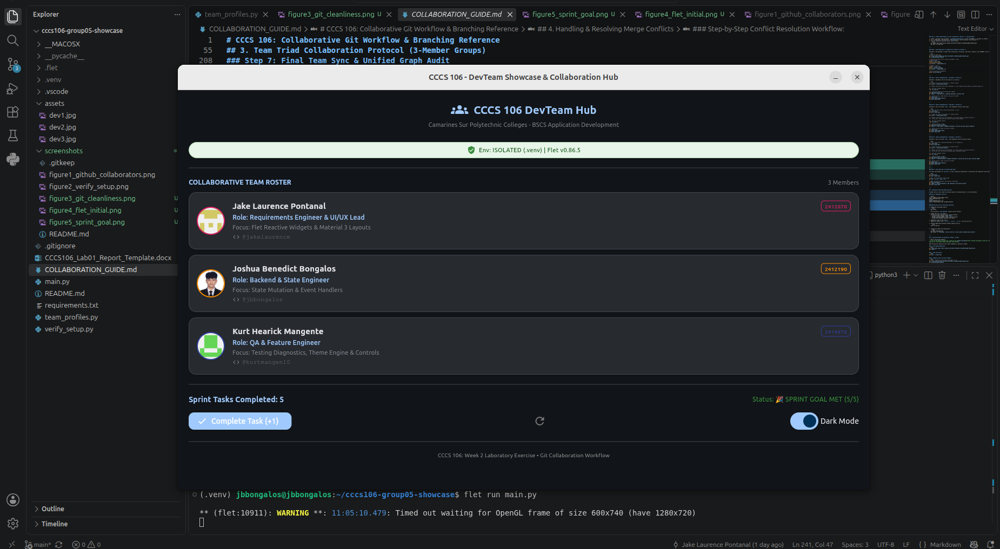 Explorer
cccs106-group05-showcase
__MACOSX
__pycache__
.flet
.venv
.vscode
assets
dev1.jpg
dev2.jpg
dev3.jpg
screenshots
.gitkeep
figure1_github_collaborators.png
figure2_verify_setup.png
figure3_git_cleanliness.png U
figure4_flet_initial.png U
figure5_sprint_goal.png U
README.md
.gitignore
CCCS106_Lab01_Report_Template.docx
COLLABORATION_GUIDE.md
main.py
README.md
requirements.txt
team_profiles.py
verify_setup.py
Outline
Timeline
3
team_profiles.py figure3_git_cleanliness.png U COLLABORATION_GUIDE.md figure5_sprint_goal.png U figure4_flet_initial.png U figure1_github_collaborators.png figure
COLLABORATION_GUIDE.md > abc # CCCS 106: Collaborative Git Workflow & Branching Reference > abc ## 4. Handling & Resolving Merge Conflicts > abc ### Step-by-Step Conflict Resolution Workflow:
Text Editor
1 # CCCS 106: Collaborative Git Workflow & Branching Reference
55 ## 3. Team Triad Collaboration Protocol (3-Member Groups)
208 ### Step 7: Final Team Sync & Unified Graph Audit
CCCS 106 - DevTeam Showcase & Collaboration Hub
CCCS 106 DevTeam Hub
Camarines Sur Polytechnic Colleges - BSCS Application Development
Env: ISOLATED (.venv) | Flet v0.86.5
COLLABORATIVE TEAM ROSTER
3 Members
Jake Laurence Pontanal
2412870
Role: Requirements Engineer & UI/UX Lead
Focus: Flet Reactive Widgets & Material 3 Layouts
@jakelaurence
Joshua Benedict Bongalos
2412190
Role: Backend & State Engineer
Focus: State Mutation & Event Handlers
@jbbongalos
Kurt Hearick Mangente
2414876
Role: QA & Feature Engineer
Focus: Testing Diagnostics, Theme Engine & Controls
@kurtmangen10
Sprint Tasks Completed: 5
Status: 🎉 SPRINT GOAL MET (5/5)
Complete Task (+1)
Dark Mode
CCCS 106: Week 2 Laboratory Exercise • Git Collaboration Workflow
python3
(.venv) jbbongalos@jbbongalos:~/cccs106-group05-showcase$ flet run main.py
** (flet:10911): WARNING **: 11:05:10.479: Timed out waiting for OpenGL frame of size 600x740 (have 1280x720)
main* 0 0
Jake Laurence Pontanal (1 day ago) Ln 241, Col 47 Spaces: 3 UTF-8 LF { } Markdown